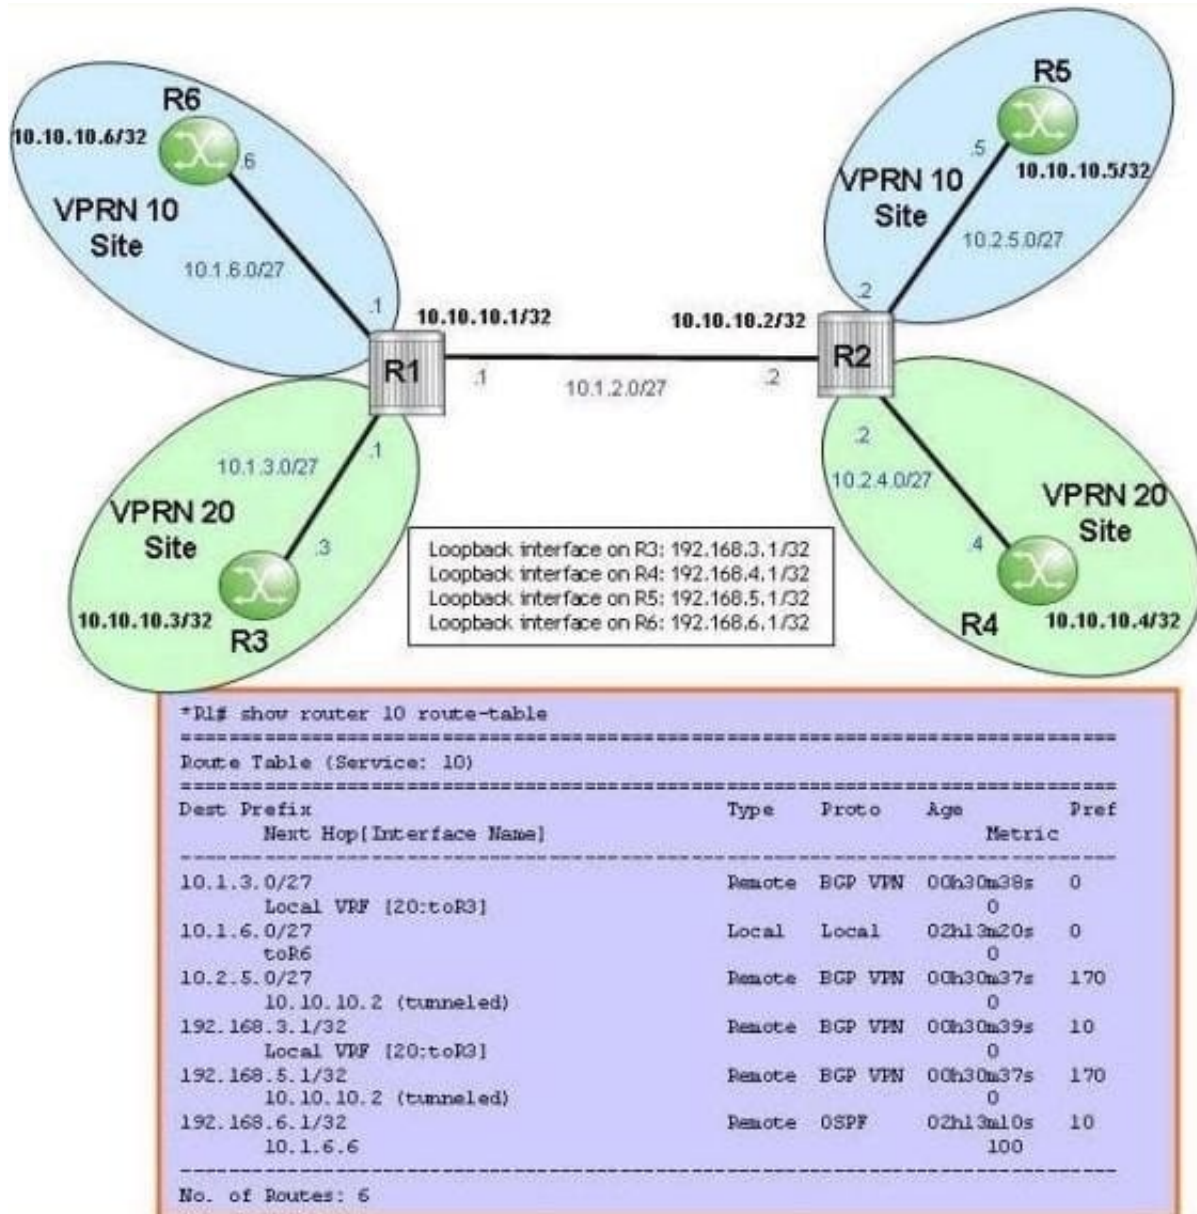 R6
10.10.10.6/32
.6
VPRN 10
Site
10.1.6.0/27
.1
R5
.5
10.10.10.5/32
VPRN 10
Site
10.2.5.0/27
.2
10.10.10.1/32
10.10.10.2/32
R1
R2
.1
10.1.2.0/27
.2
.1
10.1.3.0/27
VPRN 20
Site
.3
10.10.10.3/32
R3
.2
10.2.4.0/27
VPRN 20
Site
.4
R4
10.10.10.4/32
Loopback interface on R3: 192.168.3.1/32
Loopback interface on R4: 192.168.4.1/32
Loopback interface on R5: 192.168.5.1/32
Loopback interface on R6: 192.168.6.1/32
*R1# show router 10 route-table
===============================================================================
Route Table (Service: 10)
===============================================================================
Dest Prefix Type Proto Age Pref
Next Hop[Interface Name] Metric
-------------------------------------------------------------------------------
10.1.3.0/27 Remote BGP VPN 00h30m38s 0
Local VRF [20:toR3] 0
10.1.6.0/27 Local Local 02h13m20s 0
toR6 0
10.2.5.0/27 Remote BGP VPN 00h30m37s 170
10.10.10.2 (tunneled) 0
192.168.3.1/32 Remote BGP VPN 00h30m39s 10
Local VRF [20:toR3] 0
192.168.5.1/32 Remote BGP VPN 00h30m37s 170
10.10.10.2 (tunneled) 0
192.168.6.1/32 Remote OSPF 02h13m10s 10
10.1.6.6 100
-------------------------------------------------------------------------------
No. of Routes: 6